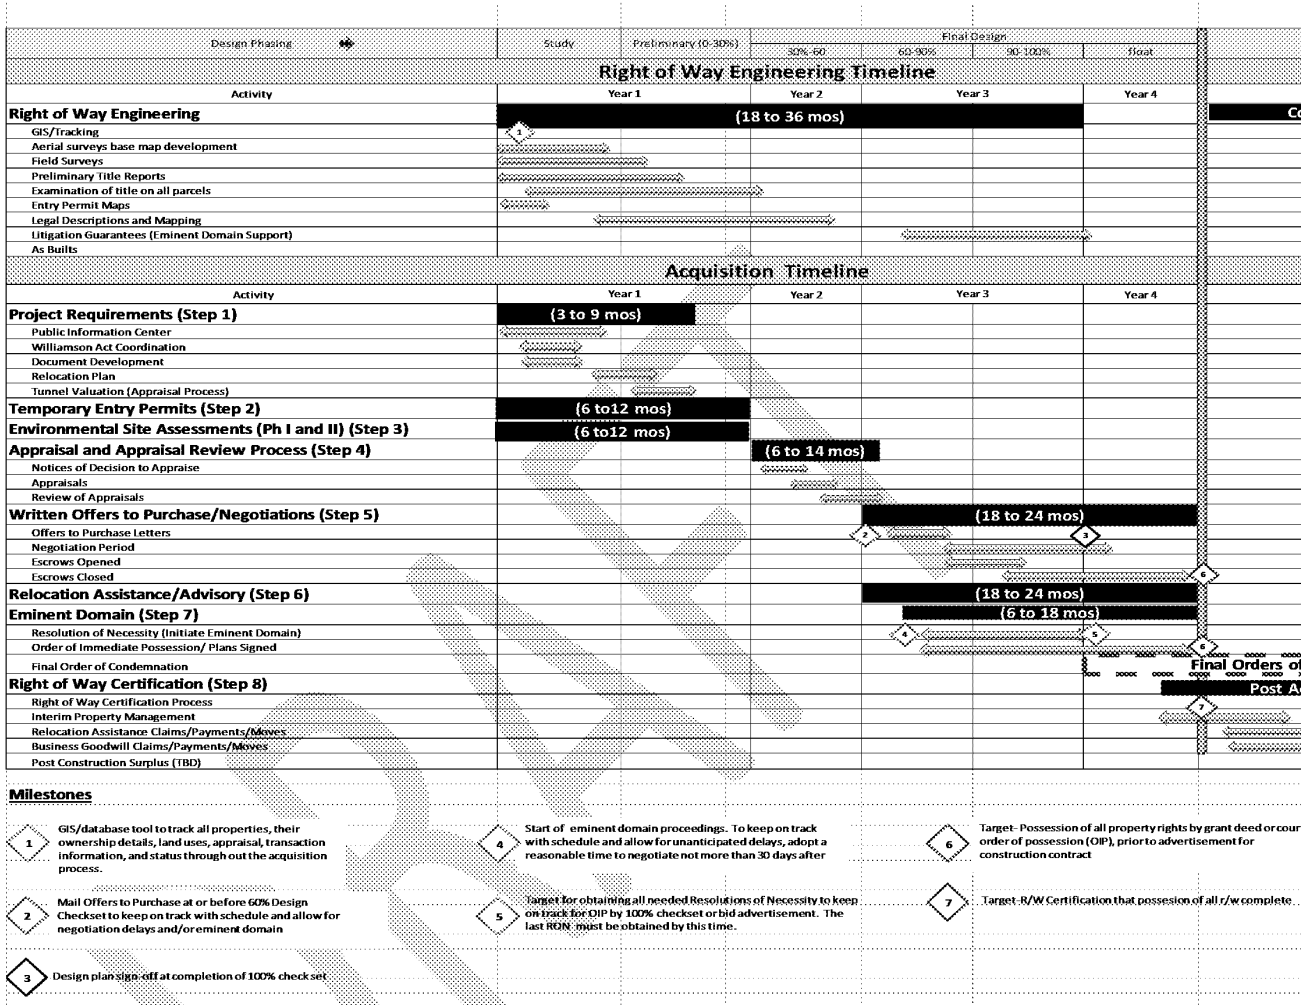 Design Phasing Study Preliminary (0-30%) Final Design
30%-60 60-90% 90-100% float
Right of Way Engineering Timeline
Activity Year 1 Year 2 Year 3 Year 4
Right of Way Engineering (18 to 36 mos)
GIS/Tracking 1
Aerial surveys base map development
Field Surveys
Preliminary Title Reports
Examination of title on all parcels
Entry Permit Maps
Legal Descriptions and Mapping
Litigation Guarantees (Eminent Domain Support)
As Builts
Acquisition Timeline
Activity Year 1 Year 2 Year 3 Year 4
Project Requirements (Step 1) (3 to 9 mos)
Public Information Center
Williamson Act Coordination
Document Development
Relocation Plan
Tunnel Valuation (Appraisal Process)
Temporary Entry Permits (Step 2) (6 to12 mos)
Environmental Site Assessments (Ph I and II) (Step 3) (6 to12 mos)
Appraisal and Appraisal Review Process (Step 4) (6 to 14 mos)
Notices of Decision to Appraise
Appraisals
Review of Appraisals
Written Offers to Purchase/Negotiations (Step 5) (18 to 24 mos)
Offers to Purchase Letters 2 3
Negotiation Period
Escrows Opened
Escrows Closed 6
Relocation Assistance/Advisory (Step 6) (18 to 24 mos)
Eminent Domain (Step 7) (6 to 18 mos)
Resolution of Necessity (Initiate Eminent Domain) 4 5
Order of Immediate Possession/ Plans Signed 6
Final Order of Condemnation Final Orders of
Right of Way Certification (Step 8) Post
Right of Way Certification Process 7
Interim Property Management
Relocation Assistance Claims/Payments/Moves
Business Goodwill Claims/Payments/Moves
Post Construction Surplus (TBD)
Milestones
1 GIS/database tool to track all properties, their
ownership details, land uses, appraisal, transaction
information, and status through out the acquisition
process.
2 Mail Offers to Purchase at or before 60% Design
Checkset to keep on track with schedule and allow for
negotiation delays and/or eminent domain
3 Design plan sign-off at completion of 100% check set
4 Start of eminent domain proceedings. To keep on track
with schedule and allow for unanticipated delays, adopt a
reasonable time to negotiate not more than 30 days after
5 Target for obtaining all needed Resolutions of Necessity to keep
on track for OIP by 100% checkset or bid advertisement. The
last RON must be obtained by this time.
6 Target- Possession of all property rights by grant deed or cour
order of possession (OIP), prior to advertisement for
construction contract
7 Target-R/W Certification that possesion of all r/w complete
DRAFT